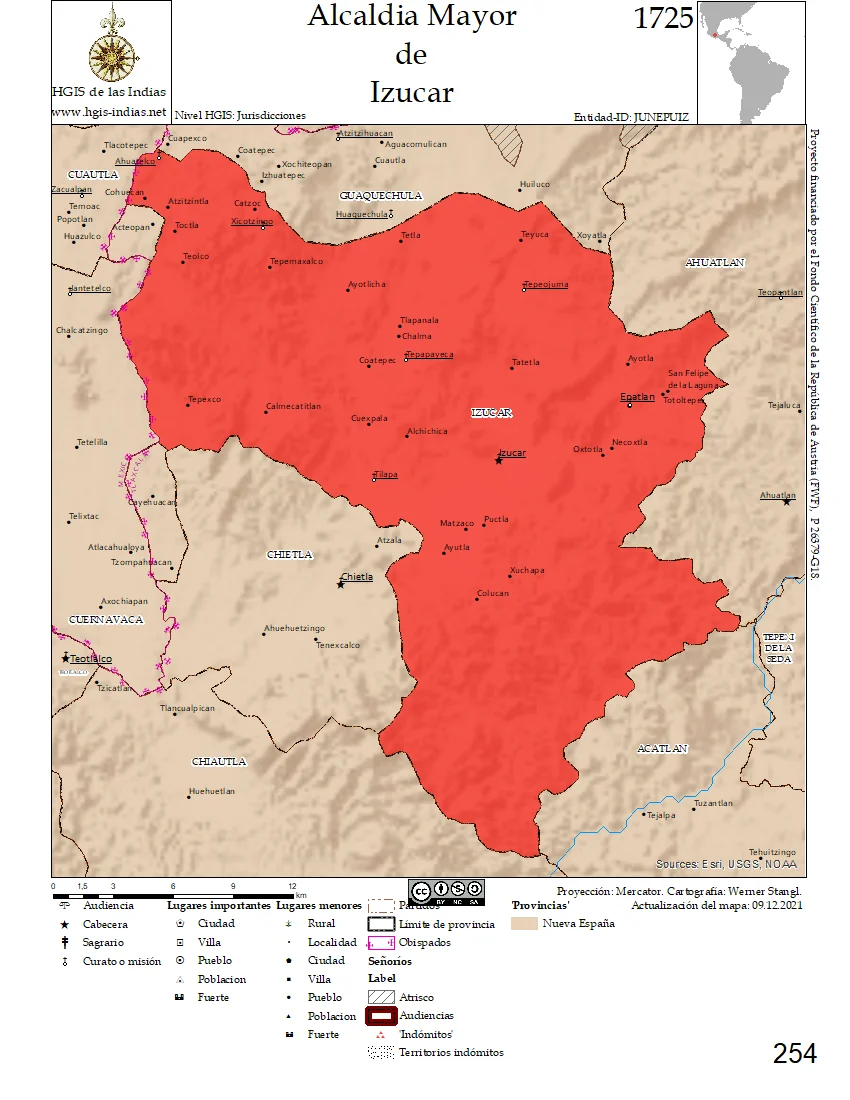 Alcaldia Mayor
de
Izucar
1725
HGIS de las Indias
www.hgis-indias.net
Nivel HGIS: Jurisdicciones
Entidad-ID: JUNEPUIZ
Proyecto financiado por el Fondo Científico de la República de Austria (FWF), P 26379-G18
Tlacotepec
Cuapexco
Ahuatelco
Coatepec
Xochiteopan
Izhuatepec
Atzitzihuacan
Aguacomulican
Cuautla
CUAUTLA
Zacualpan
Temoac
Popotlan
Huazulco
Cohuecan
Acteopan
Atzitzintla
Toctla
Teolco
Catzoc
Xicotzingo
Tepemaxalco
GUAQUECHULA
Huaquechula
Huiluco
Tetla
Teyuca
Xoyatla
AHUATLAN
Teopantlan
Jantetelco
Ayotlicha
Tepeojuma
Chalcatzingo
Tlapanala
Chalma
Coatepec
Tepapayeca
Tatetla
Ayotla
San Felipe
de la Laguna
Totoltepec
Epatlan
Tepexco
Calmecatitlan
Cuexpala
Alchichica
IZUCAR
Izucar
Tejaluca
Tetelilla
Oxtotla
Necoxtla
Tilapa
Ahuatlan
Cayehuacan
Telixtac
Matzaco
Puctla
Atlacahualoya
Tzompahuacan
CHIETLA
Atzala
Ayutla
Chietla
Xuchapa
Colucan
Axochiapan
CUERNAVACA
Ahuehuetzingo
Tenexcalco
TEPEXI
DE LA
SEDA
Teotlalco
Tzicatlan
Tlancualpican
CHIAUTLA
ACATLAN
Huehuetlan
Tuzantlan
Tejalpa
Tehuitzingo
Sources: Esri, USGS, NOAA
0 1,5 3 6 9 12
km
BY NC SA
Proyección: Mercator. Cartografía: Werner Stangl.
Actualización del mapa: 09.12.2021
Audiencia
Cabecera
Sagrario
Curato o misión
Lugares importantes
Ciudad
Villa
Pueblo
Poblacion
Fuerte
Lugares menores
Rural
Localidad
Ciudad
Villa
Pueblo
Poblacion
Fuerte
Partidos
Límite de provincia
Obispados
Señoríos
Label
Atrisco
Audiencias
'Indómitos'
Territorios indómitos
'Provincias'
Nueva España
254